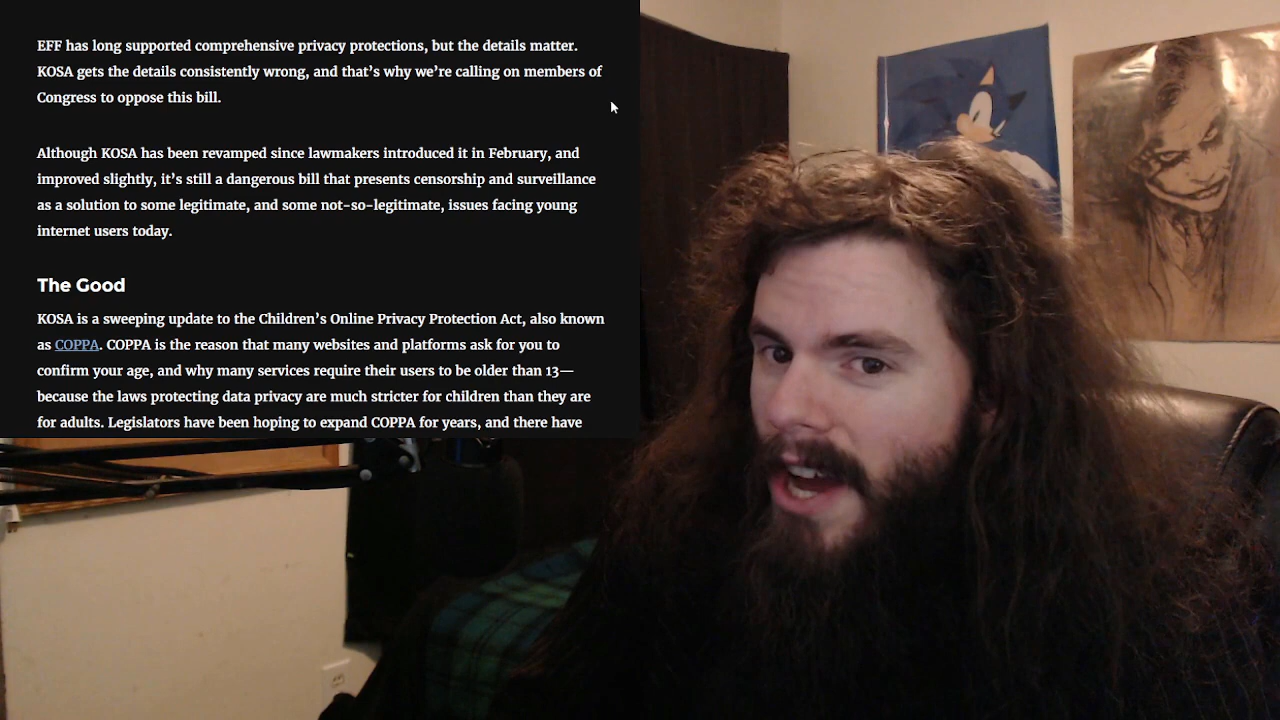 EFF has long supported comprehensive privacy protections, but the details matter.
KOSA gets the details consistently wrong, and that’s why we’re calling on members of
Congress to oppose this bill.
Although KOSA has been revamped since lawmakers introduced it in February, and
improved slightly, it’s still a dangerous bill that presents censorship and surveillance
as a solution to some legitimate, and some not-so-legitimate, issues facing young
internet users today.
The Good
KOSA is a sweeping update to the Children’s Online Privacy Protection Act, also known
as COPPA. COPPA is the reason that many websites and platforms ask for you to
confirm your age, and why many services require their users to be older than 13—
because the laws protecting data privacy are much stricter for children than they are
for adults. Legislators have been hoping to expand COPPA for years, and there have